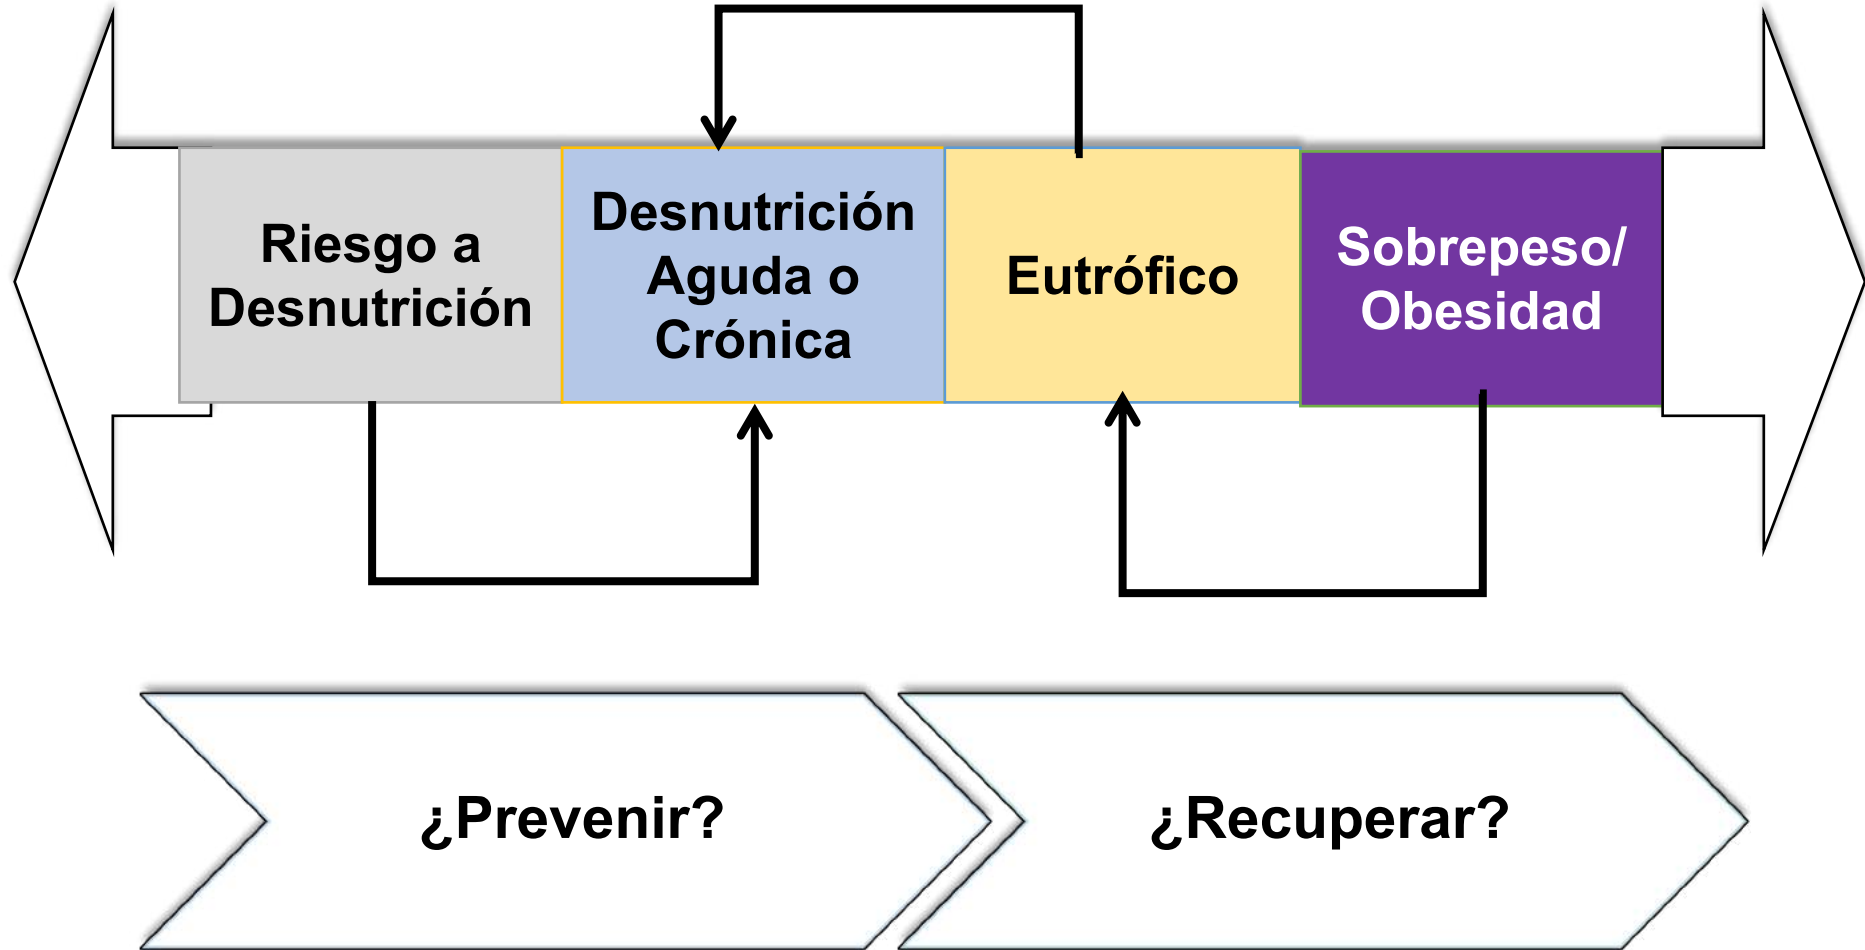 Riesgo a
Desnutrición
Desnutrición
Aguda o
Crónica
Eutrófico
Sobrepeso/
Obesidad
¿Prevenir?
¿Recuperar?